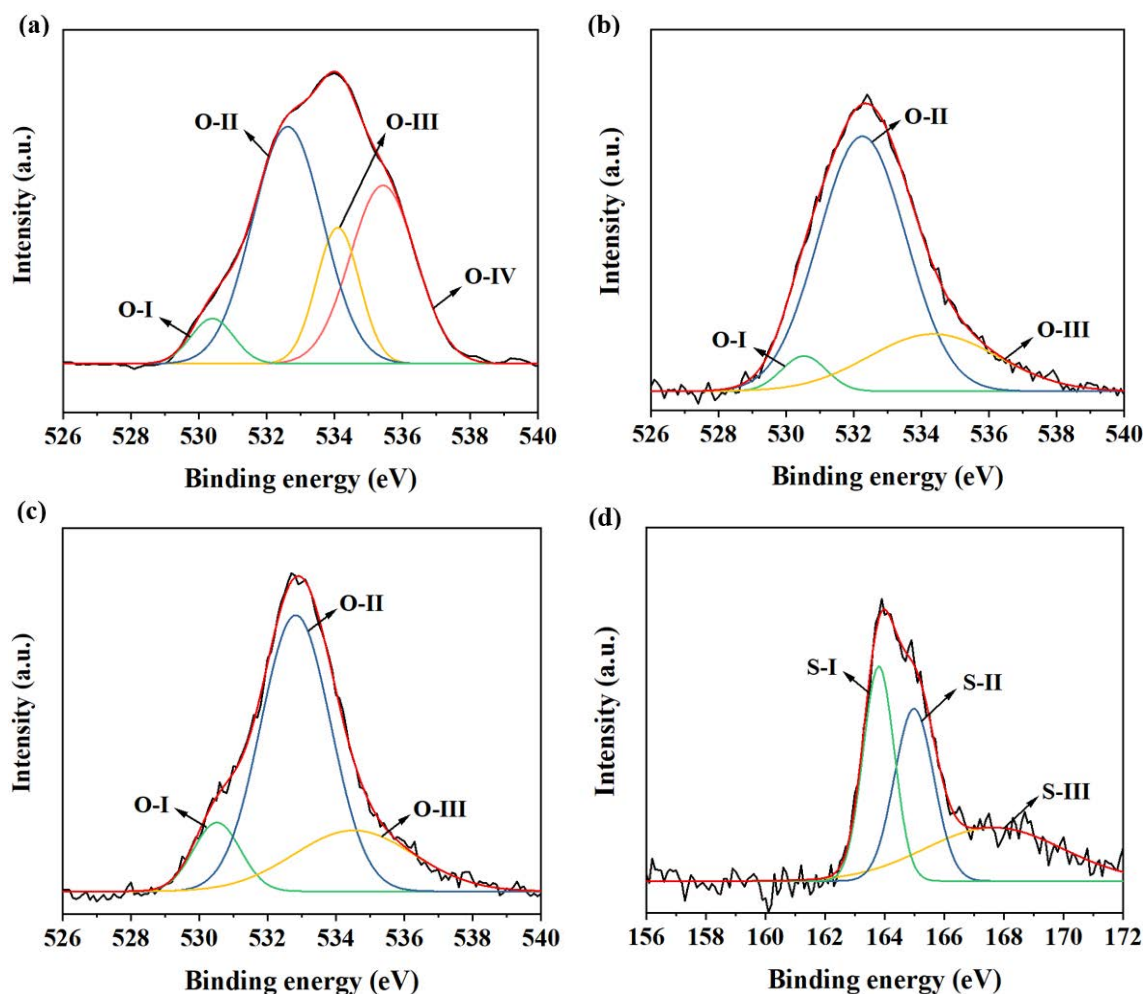 (a)
Intensity (a.u.)
O-I
O-II
O-III
O-IV
526 528 530 532 534 536 538 540
Binding energy (eV)
(b)
Intensity (a.u.)
O-I
O-II
O-III
526 528 530 532 534 536 538 540
Binding energy (eV)
(c)
Intensity (a.u.)
O-I
O-II
O-III
526 528 530 532 534 536 538 540
Binding energy (eV)
(d)
Intensity (a.u.)
S-I
S-II
S-III
156 158 160 162 164 166 168 170 172
Binding energy (eV)